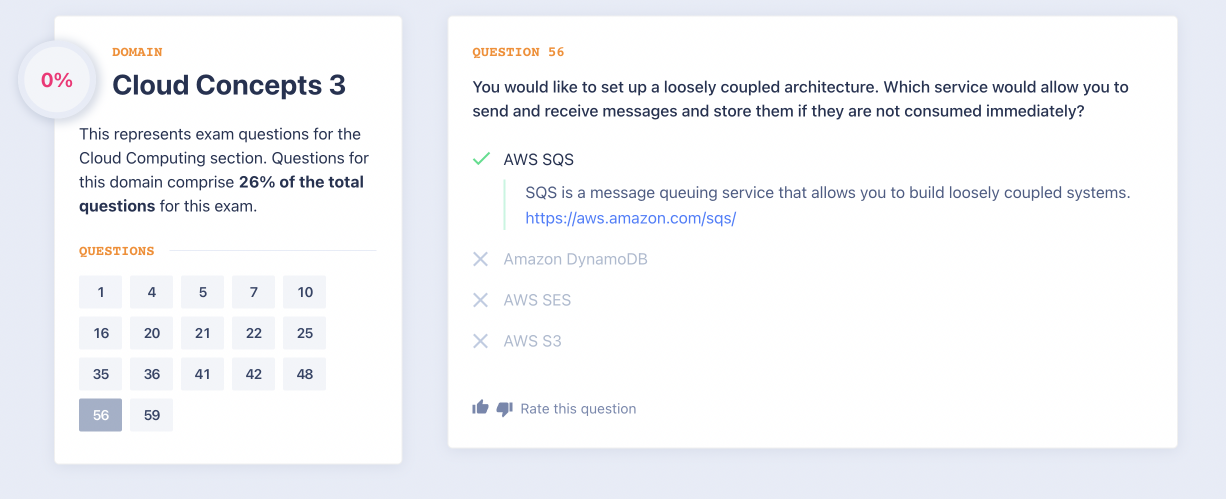 0%
DOMAIN
Cloud Concepts 3
This represents exam questions for the
Cloud Computing section. Questions for
this domain comprise 26% of the total
questions for this exam.
QUESTIONS
1 4 5 7 10
16 20 21 22 25
35 36 41 42 48
56 59
QUESTION 56
You would like to set up a loosely coupled architecture. Which service would allow you to
send and receive messages and store them if they are not consumed immediately?
AWS SQS
SQS is a message queuing service that allows you to build loosely coupled systems.
https://aws.amazon.com/sqs/
Amazon DynamoDB
AWS SES
AWS S3
Rate this question